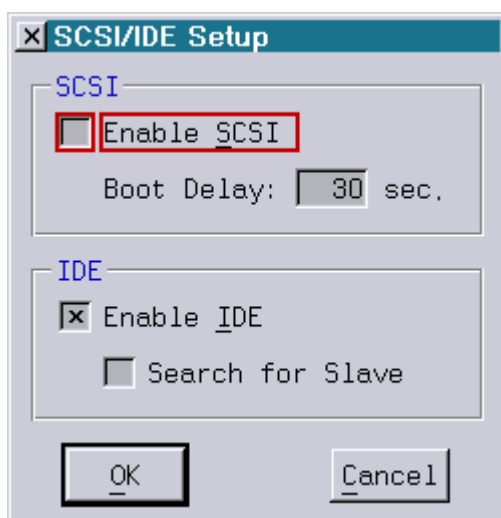 SCSI/IDE Setup
SCSI
Enable SCSI
Boot Delay: 30 sec.
IDE
Enable IDE
Search for Slave
OK
Cancel